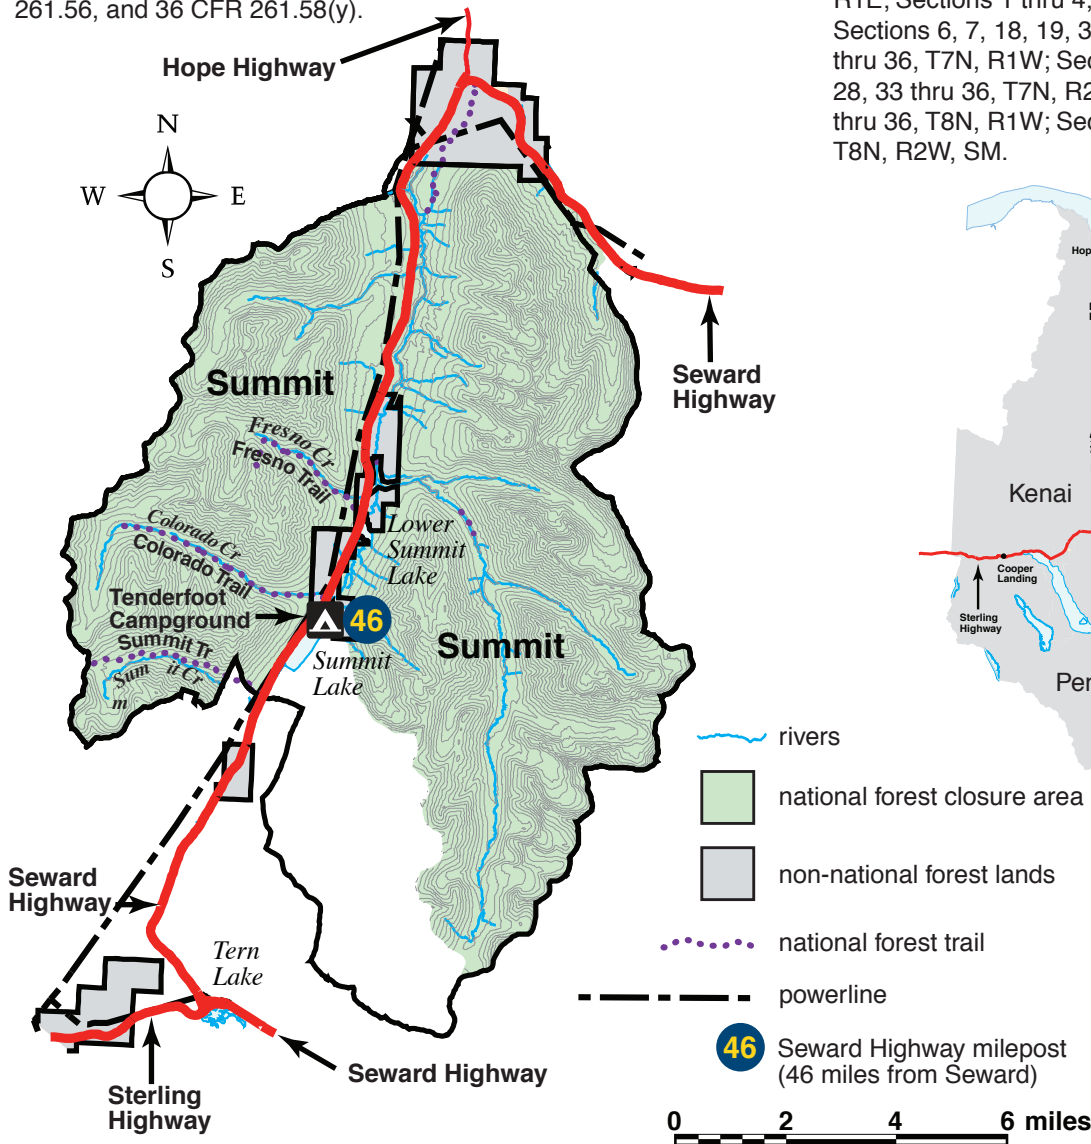 261.56, and 36 CFR 261.58(y).
Sections 6, 7, 18, 19, 3
thru 36, T7N, R1W; Sec
28, 33 thru 36, T7N, R2
thru 36, T8N, R1W; Sec
T8N, R2W, SM.
Hope Highway
N
W
E
S
Seward
Highway
Summit
Fresno Cr
Fresno Trail
Colorado Cr
Colorado Trail
Lower
Summit
Lake
Tenderfoot
Campground
46
Summit Tr
Sum
m
it Cr
Summit
Lake
Summit
Seward
Highway
Tern
Lake
Sterling
Highway
Seward Highway
Hop
Kenai
Cooper
Landing
Sterling
Highway
Per
rivers
national forest closure area
non-national forest lands
national forest trail
powerline
46
Seward Highway milepost
(46 miles from Seward)
0 2 4 6 miles